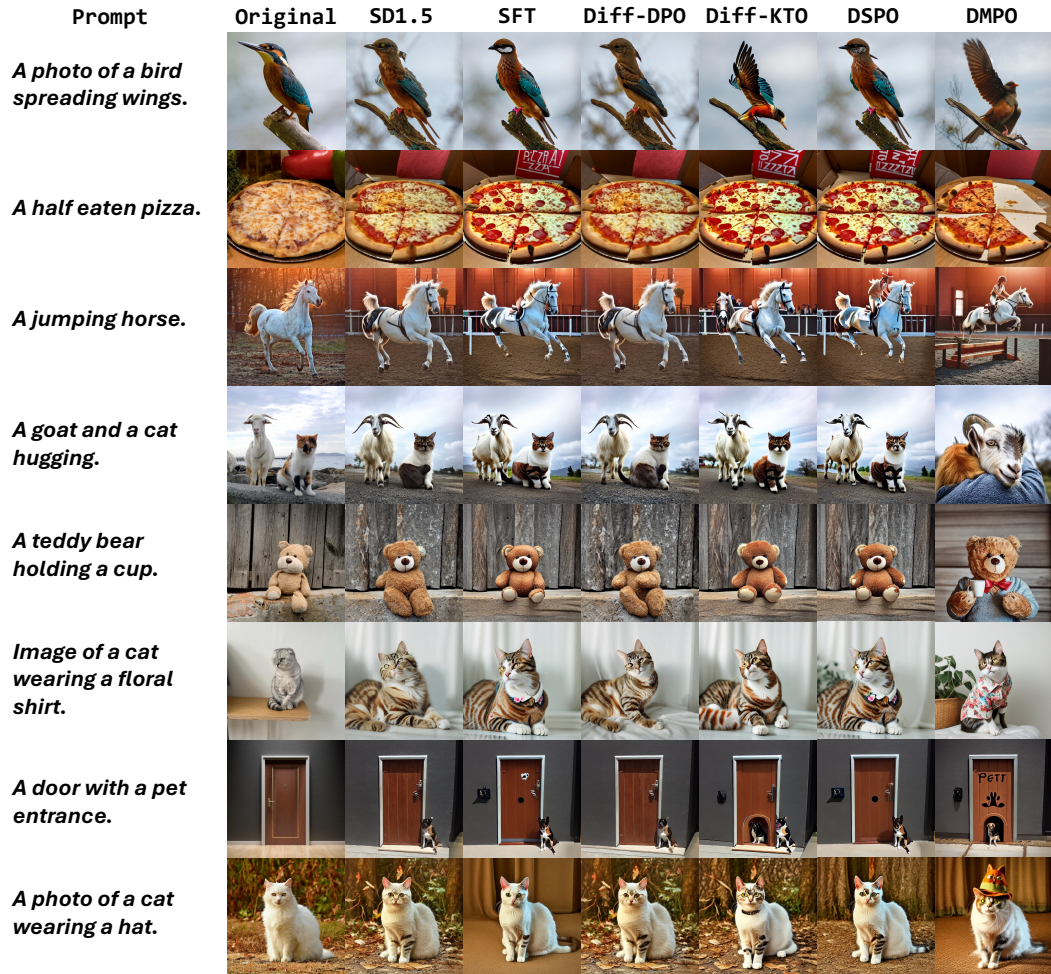 Prompt Original SD1.5 SFT Diff-DPO Diff-KTO DSPO DMPO
A photo of a bird
spreading wings.
A half eaten pizza.
A jumping horse.
A goat and a cat
hugging.
A teddy bear
holding a cup.
Image of a cat
wearing a floral
shirt.
A door with a pet
entrance.
PETT
A photo of a cat
wearing a hat.